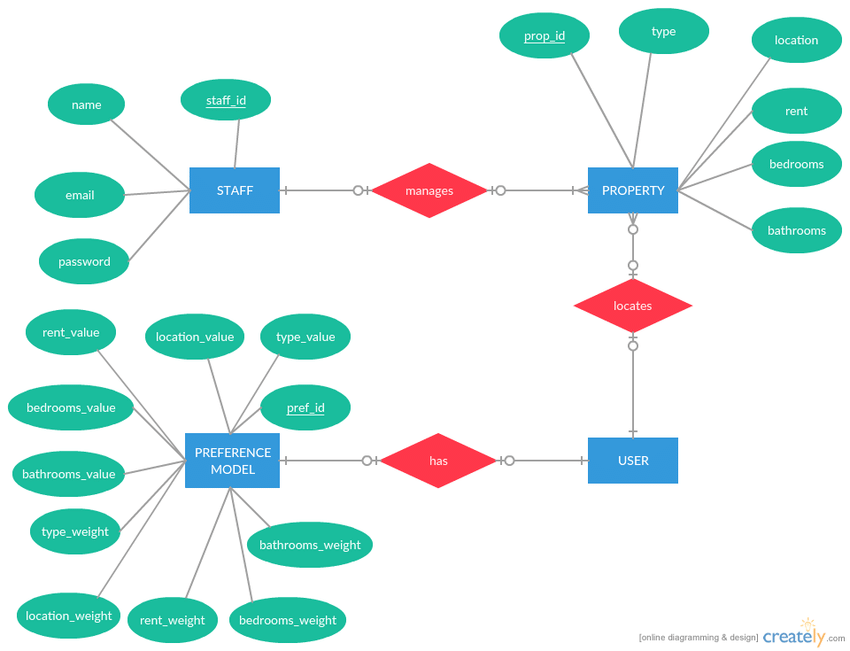 prop_id
type
location
name
staff_id
rent
bedrooms
STAFF
manages
PROPERTY
email
bathrooms
password
locates
rent_value
location_value
type_value
bedrooms_value
pref_id
PREFERENCE
MODEL
has
USER
bathrooms_value
type_weight
bathrooms_weight
location_weight
rent_weight
bedrooms_weight
[online diagramming & design] creately.com